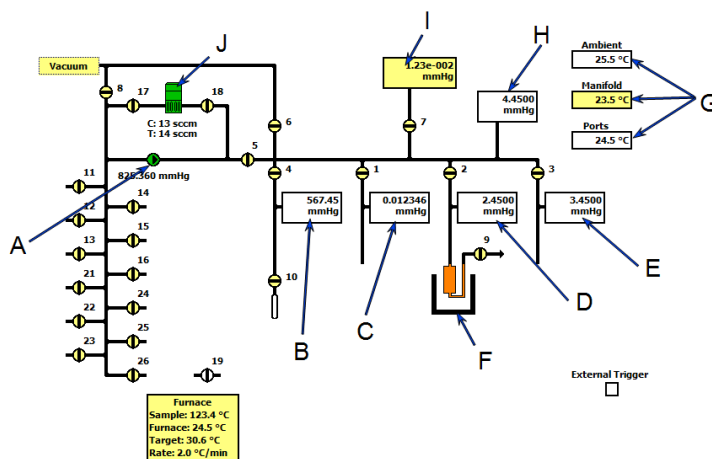 I
J
H
Ambient
25.5 °C
Vacuum
1.23e-002
mmHg
8
17
18
4.4500
mmHg
Manifold
23.5 °C
G
C: 13 sccm
T: 14 sccm
6
7
Ports
24.5 °C
5
825.360 mmHg
11
4
1
2
3
14
12
567.45
mmHg
0.012346
mmHg
2.4500
mmHg
3.4500
mmHg
A
15
13
9
16
E
21
10
24
D
22
B
C
F
25
23
26
19
External Trigger
Furnace
Sample: 123.4 °C
Furnace: 24.5 °C
Target: 30.6 °C
Rate: 2.0 °C/min